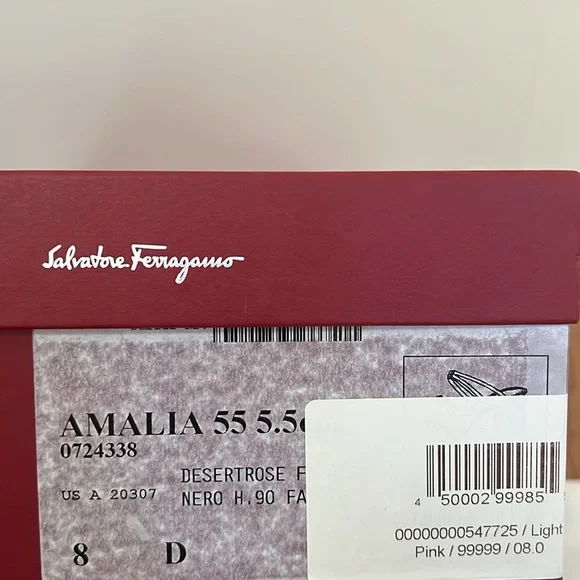 Salvatore Ferragamo
AMALIA 55 5.5
0724338
DESERTROSE F
US A 20307
NERO H.90 FA
8 D
4 50002 99985
00000000547725 / Light
Pink / 99999 / 08.0